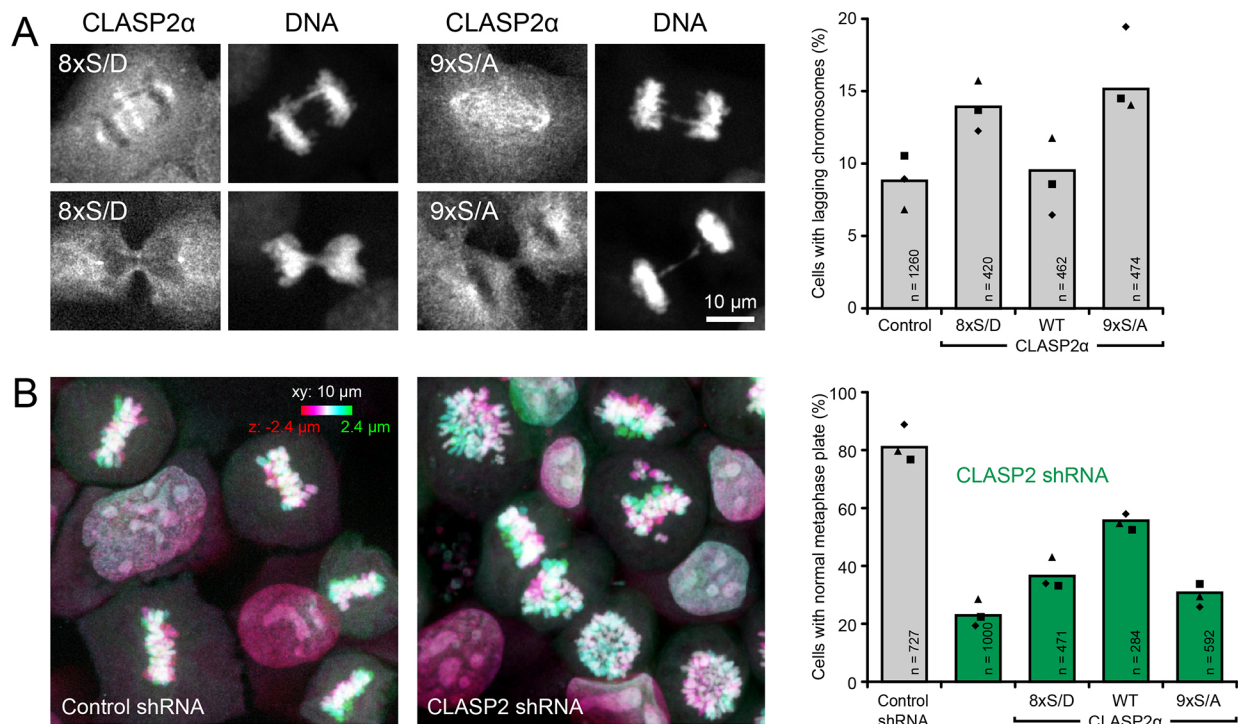 A
CLASP2α
DNA
CLASP2α
DNA
8xS/D
9xS/A
8xS/D
9xS/A
10 µm
Cells with lagging chromosomes (%)
20
15
10
5
0
n = 1260
n = 420
n = 462
n = 474
Control
8xS/D
WT
9xS/A
CLASP2α
B
xy: 10 µm
z: -2.4 µm
2.4 µm
Control shRNA
CLASP2 shRNA
Cells with normal metaphase plate (%)
100
80
60
40
20
0
CLASP2 shRNA
n = 727
n = 1000
n = 471
n = 284
n = 592
Control
shRNA
8xS/D
WT
9xS/A
CLASP2α